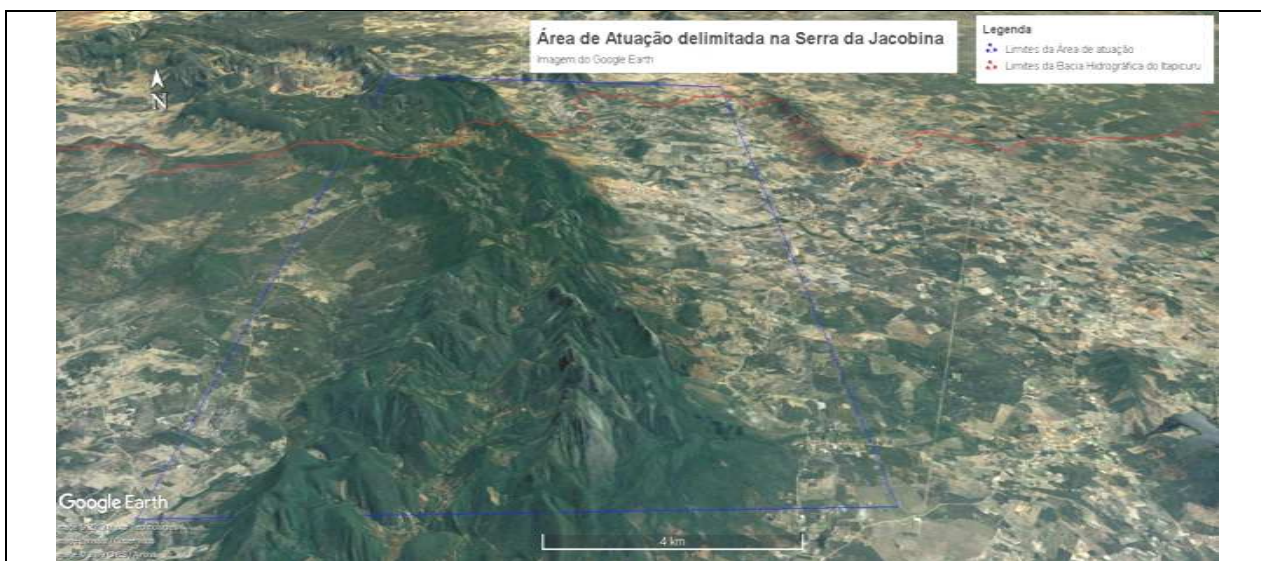 Área de Atuação delimitada na Serra da Jacobina
Imagem do Google Earth
Legenda
Limites da Área de atuação
Limites da Bacia Hidrográfica do Itapicuru
N
Google Earth
4 km